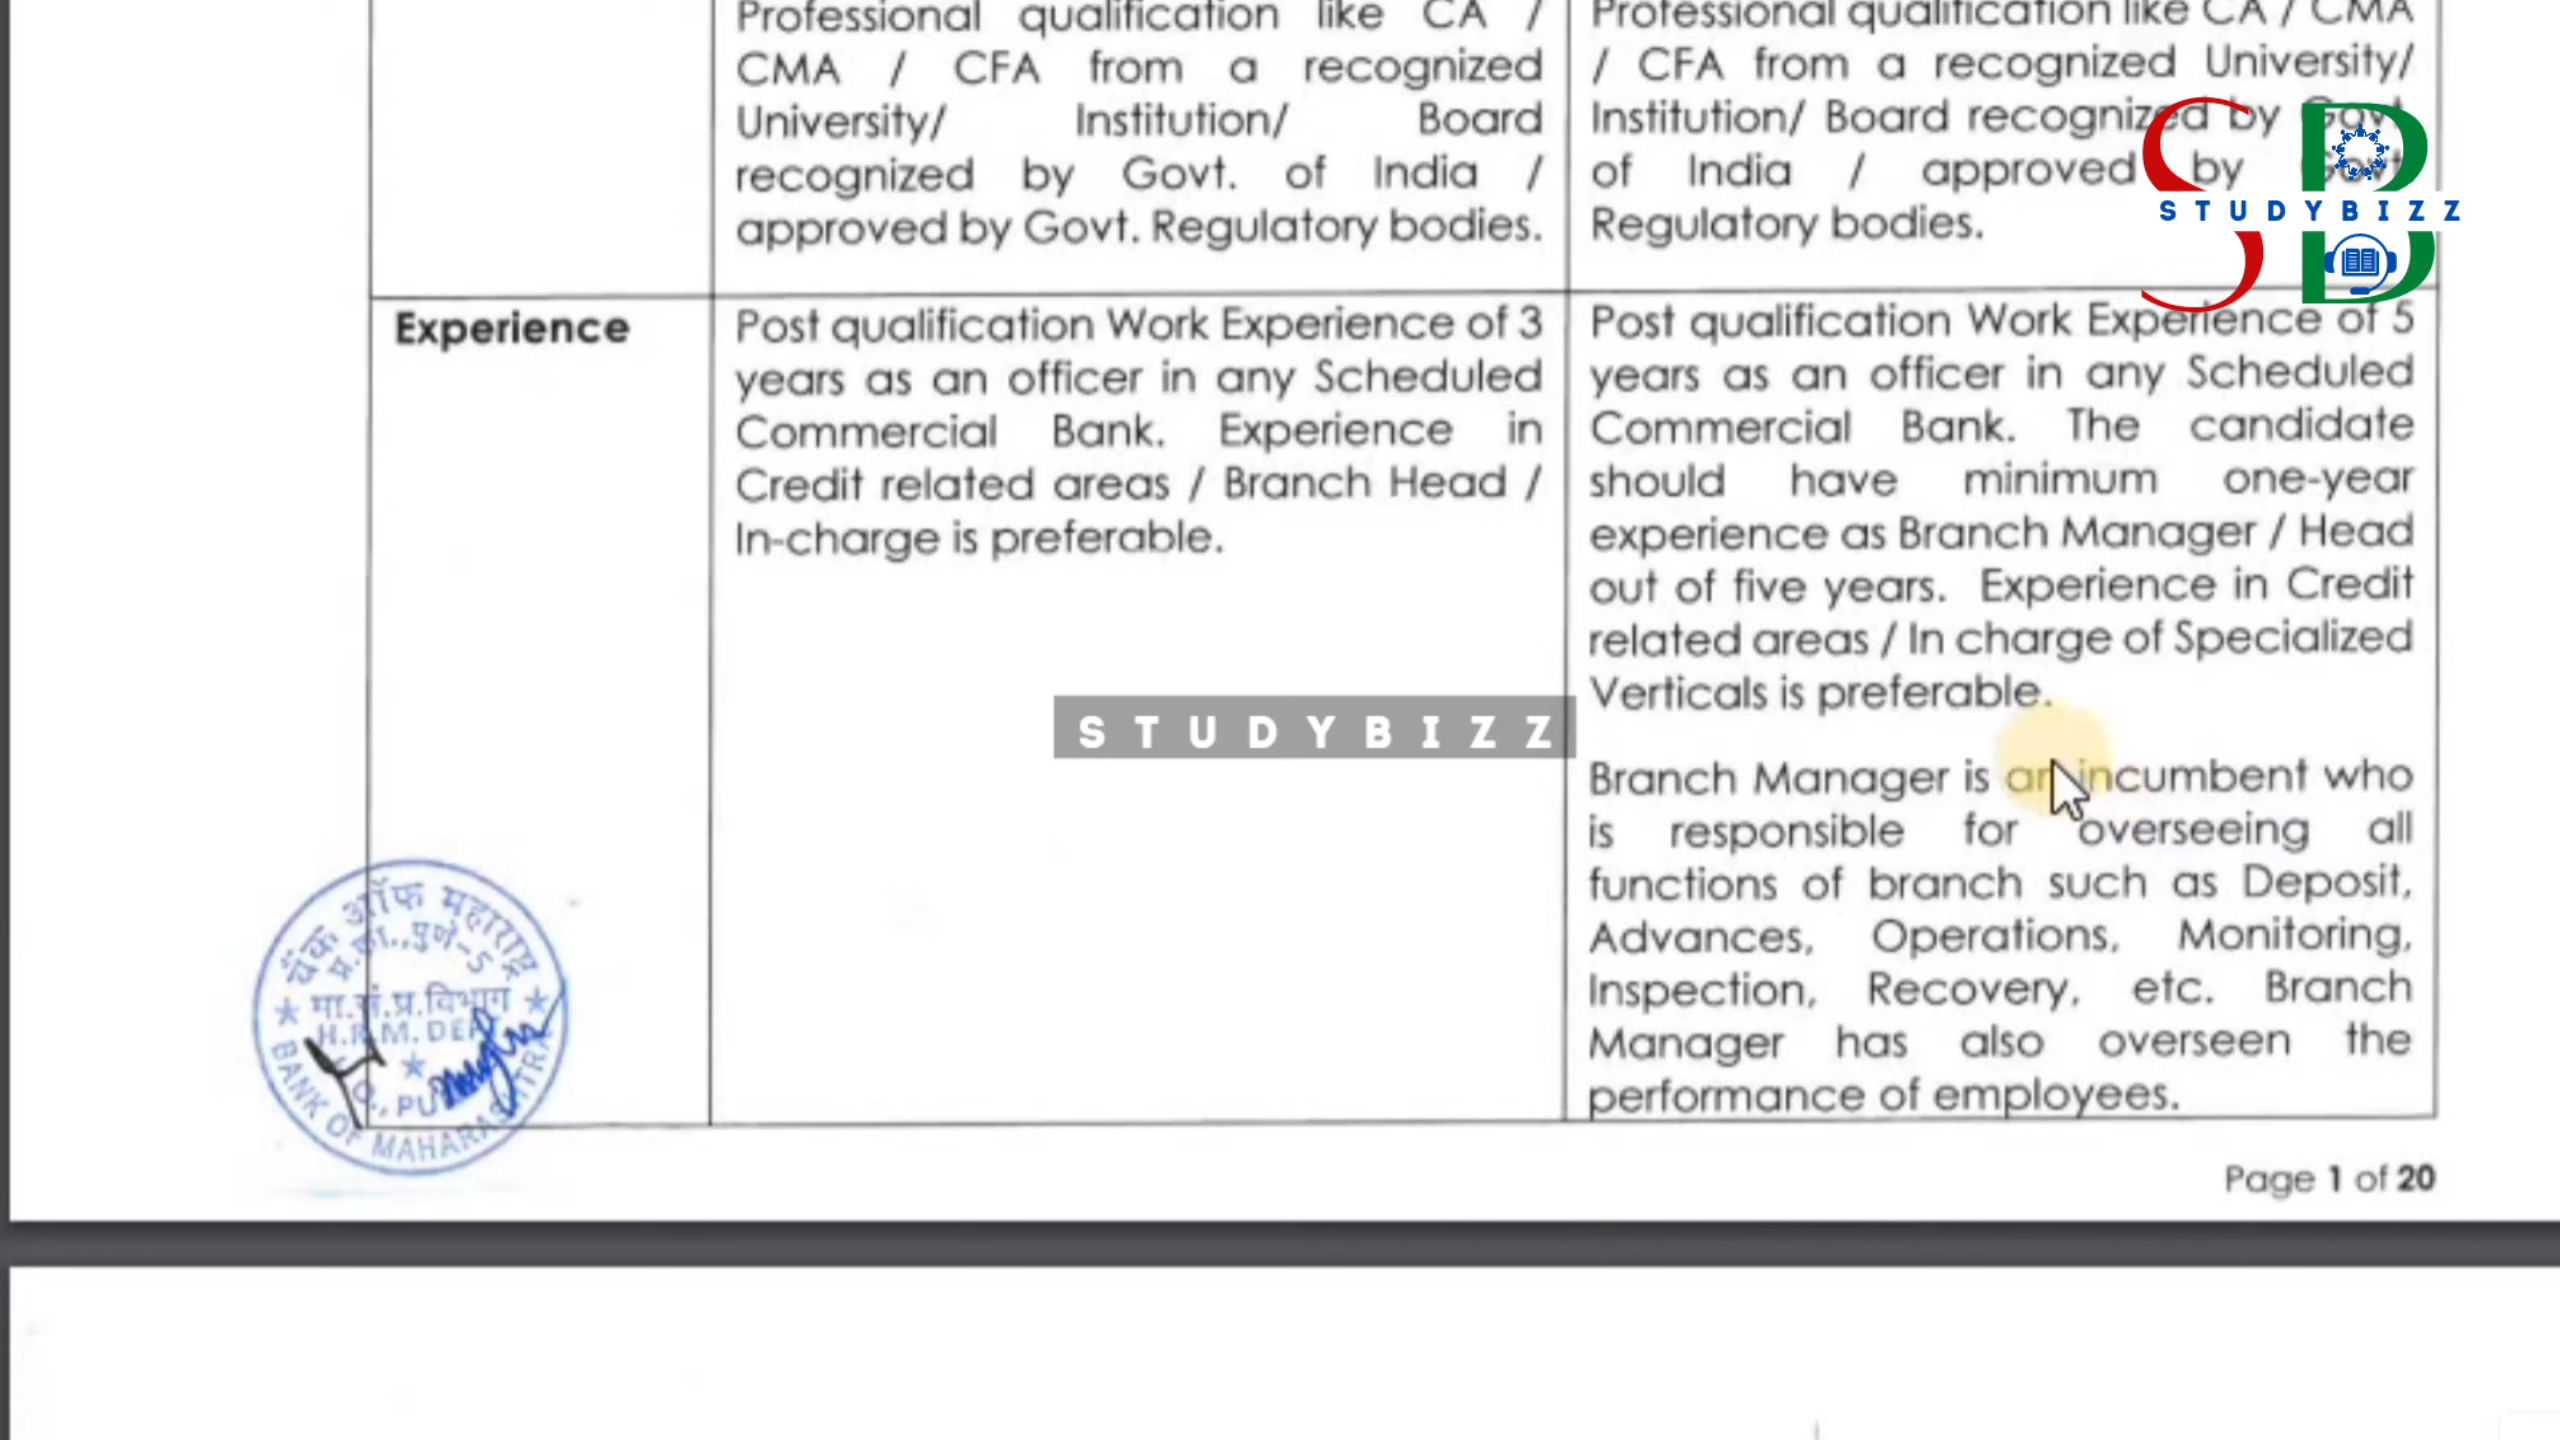 Professional qualification like CA /
CMA / CFA from a recognized
University/ Institution/ Board
recognized by Govt. of India /
approved by Govt. Regulatory bodies.
Professional qualification like CA / CMA
/ CFA from a recognized University/
Institution/ Board recognized by Govt.
of India / approved by Govt.
Regulatory bodies.
STUDYBIZZ
Experience
Post qualification Work Experience of 3
years as an officer in any Scheduled
Commercial Bank. Experience in
Credit related areas / Branch Head /
In-charge is preferable.
Post qualification Work Experience of 5
years as an officer in any Scheduled
Commercial Bank. The candidate
should have minimum one-year
experience as Branch Manager / Head
out of five years. Experience in Credit
related areas / In charge of Specialized
Verticals is preferable.
Branch Manager is an incumbent who
is responsible for overseeing all
functions of branch such as Deposit,
Advances, Operations, Monitoring,
Inspection, Recovery, etc. Branch
Manager has also overseen the
performance of employees.
STUDYBIZZ
बैंक ऑफ महाराष्ट्र
प्र.का., पुणे-5
मा.सं.प्र.विभाग
H.R.M. DEPT
BANK OF MAHARASHTRA
Page 1 of 20